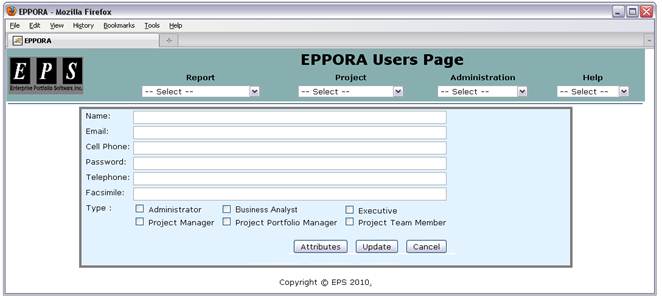 EPPORA - Mozilla Firefox
File Edit View History Bookmarks Tools Help
EPPORA
EPS
Enterprise Portfolio Software, Inc.
EPPORA Users Page
Report Project Administration Help
-- Select -- -- Select -- -- Select -- -- Select --
Name:
Email:
Cell Phone:
Password:
Telephone:
Facsimile:
Type : Administrator Business Analyst Executive
Project Manager Project Portfolio Manager Project Team Member
Attributes Update Cancel
Copyright © EPS 2010,